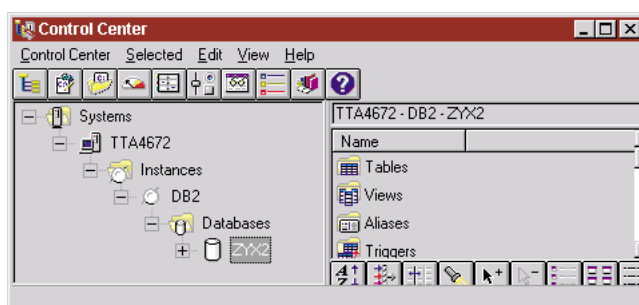 Control Center
Control Center Selected Edit View Help
Systems
TTA4672
Instances
DB2
Databases
ZYX2
TTA4672 - DB2 - ZYX2
Name
Tables
Views
Aliases
Triggers